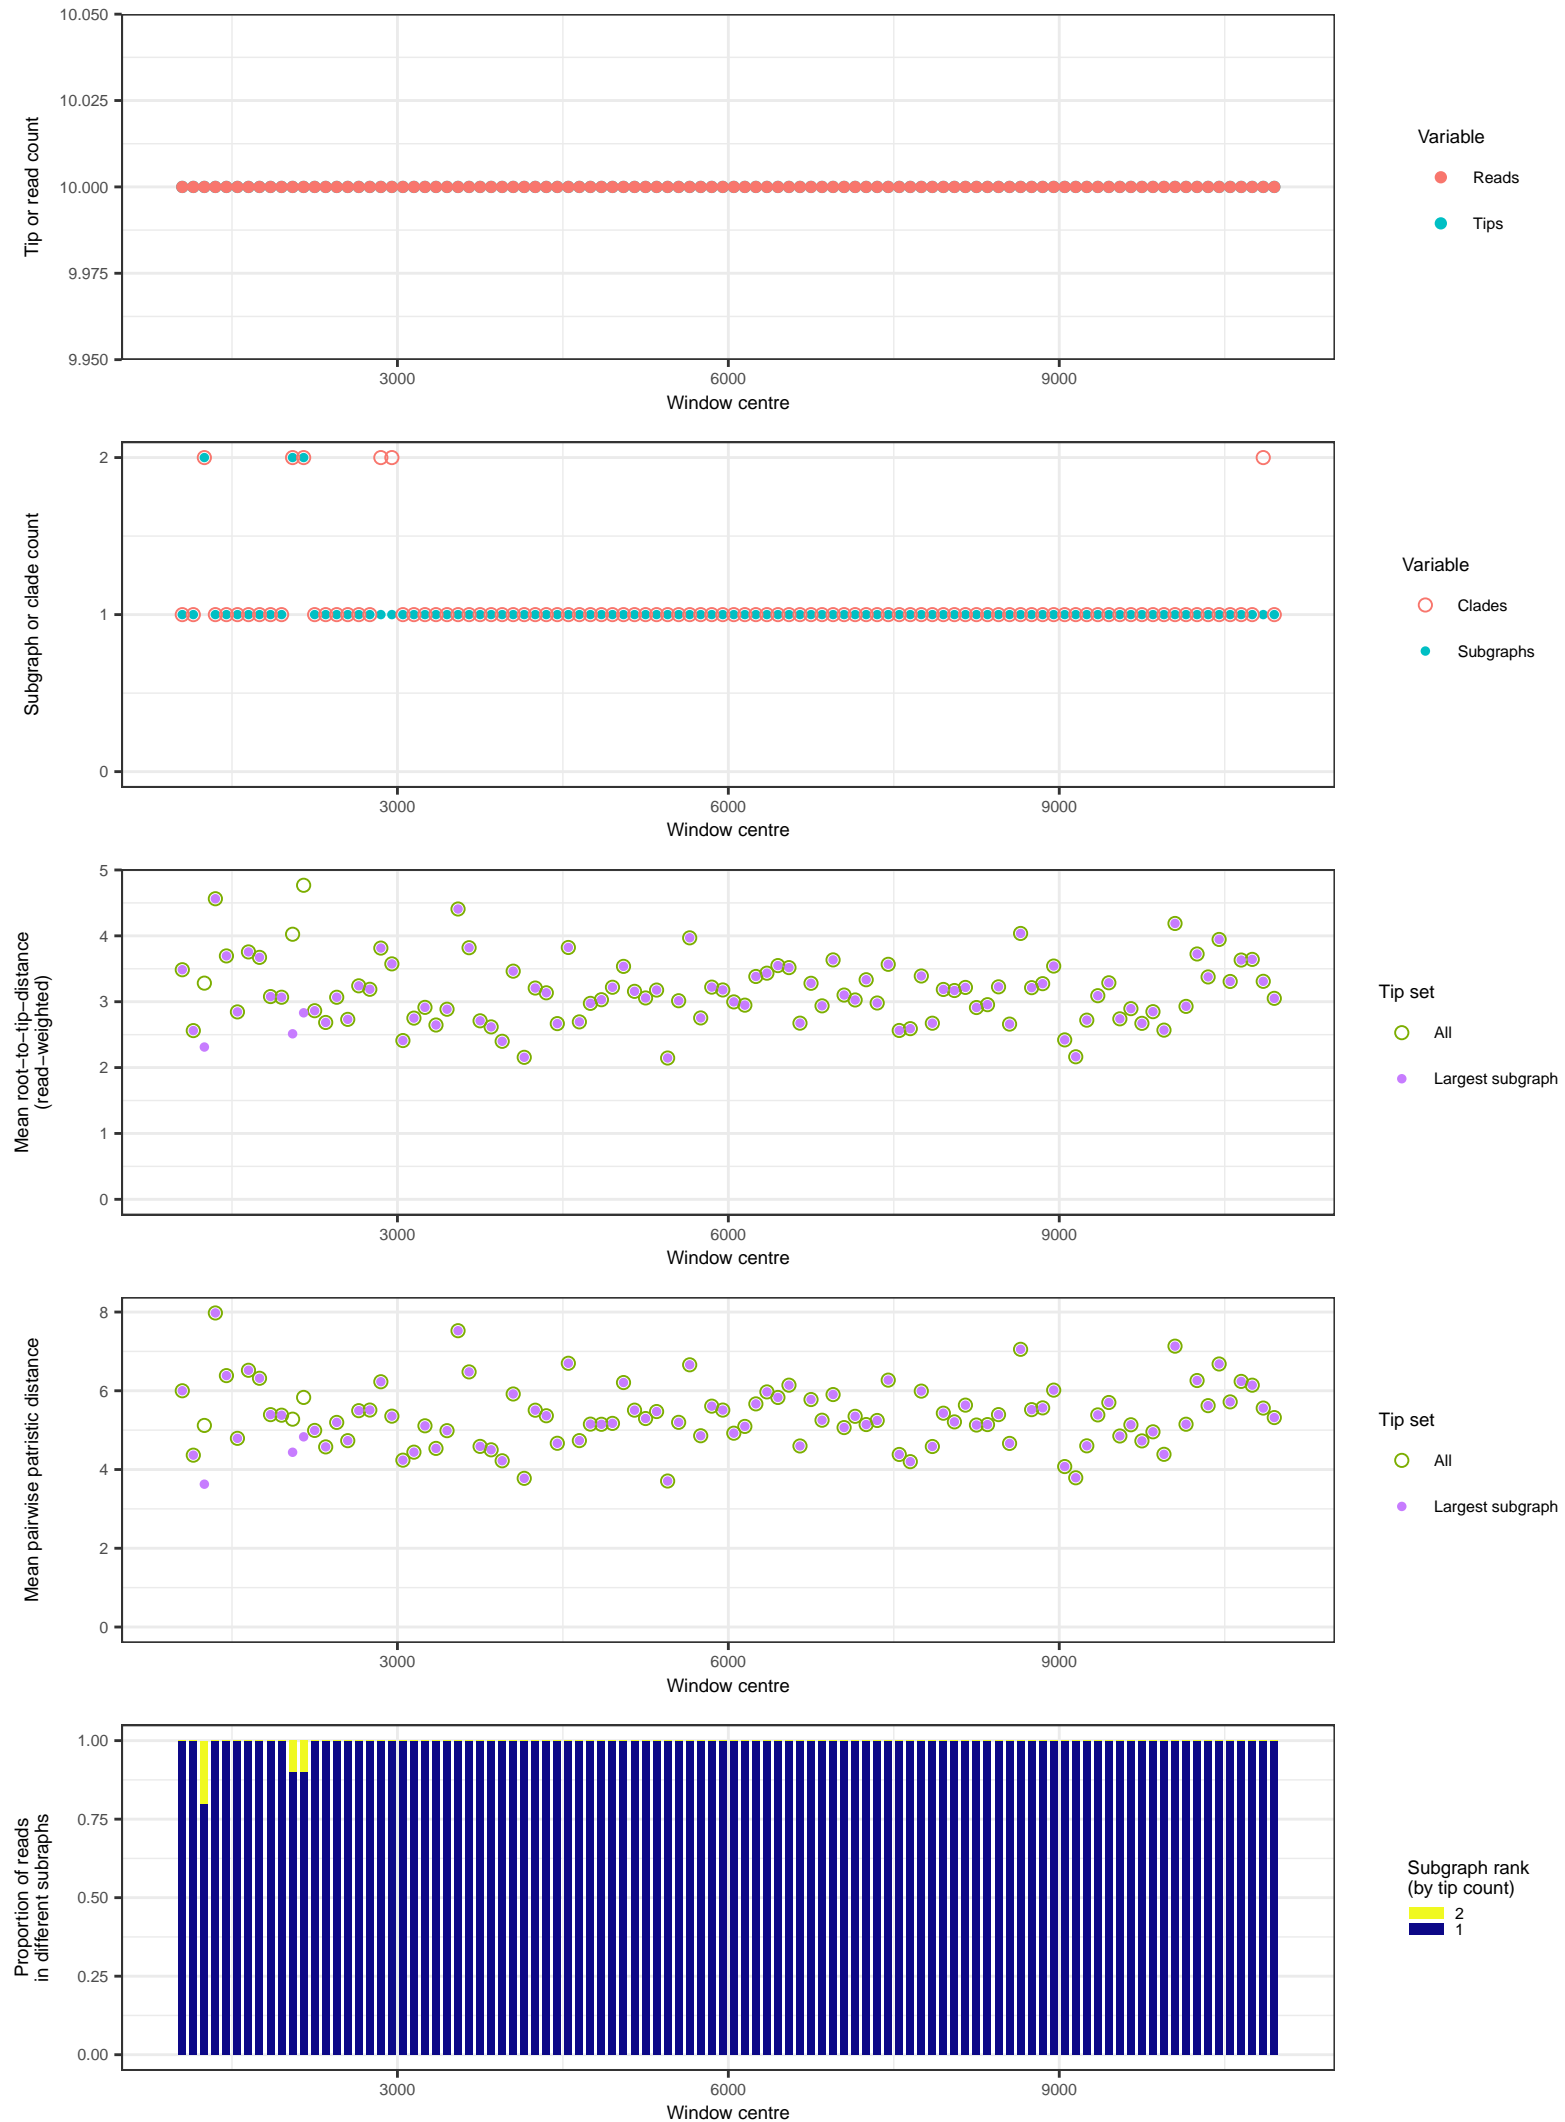 10.050
10.025
10.000
9.975
9.950
Tip or read count
3000
6000
9000
Window centre
Variable
Reads
Tips
2
1
0
Subgraph or clade count
3000
6000
9000
Window centre
Variable
Clades
Subgraphs
5
4
3
2
1
0
Mean root−to−tip−distance
(read−weighted)
3000
6000
9000
Window centre
Tip set
All
Largest subgraph
8
6
4
2
0
Mean pairwise patristic distance
3000
6000
9000
Window centre
Tip set
All
Largest subgraph
1.00
0.75
0.50
0.25
0.00
Proportion of reads
in different subraphs
3000
6000
9000
Window centre
Subgraph rank
(by tip count)
2
1